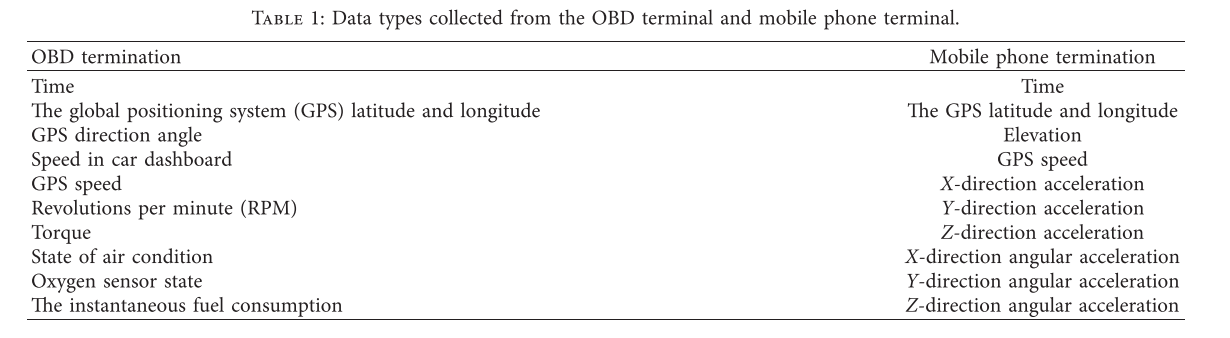 TABLE 1: Data types collected from the OBD terminal and mobile phone terminal.
OBD termination Mobile phone termination
Time Time
The global positioning system (GPS) latitude and longitude The GPS latitude and longitude
GPS direction angle Elevation
Speed in car dashboard GPS speed
GPS speed X-direction acceleration
Revolutions per minute (RPM) Y-direction acceleration
Torque Z-direction acceleration
State of air condition X-direction angular acceleration
Oxygen sensor state Y-direction angular acceleration
The instantaneous fuel consumption Z-direction angular acceleration